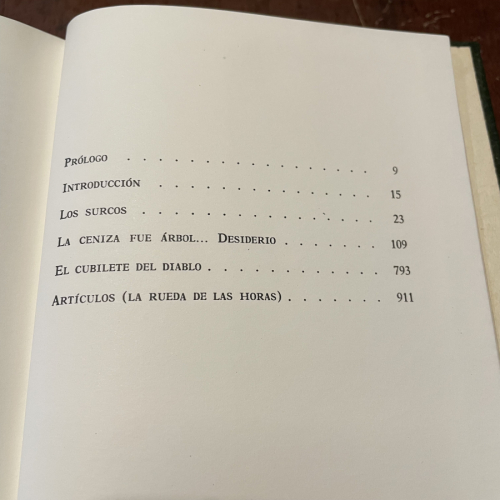 Prólogo . . . . . . . . . . . . . . . . 9
Introducción . . . . . . . . . . . . . . 15
Los surcos . . . . . . . . . . . . . . . 23
La ceniza fue árbol... Desiderio . . . . . . 109
El cubilete del diablo . . . . . . . . . . . 793
Artículos (la rueda de las horas) . . . . . . 911